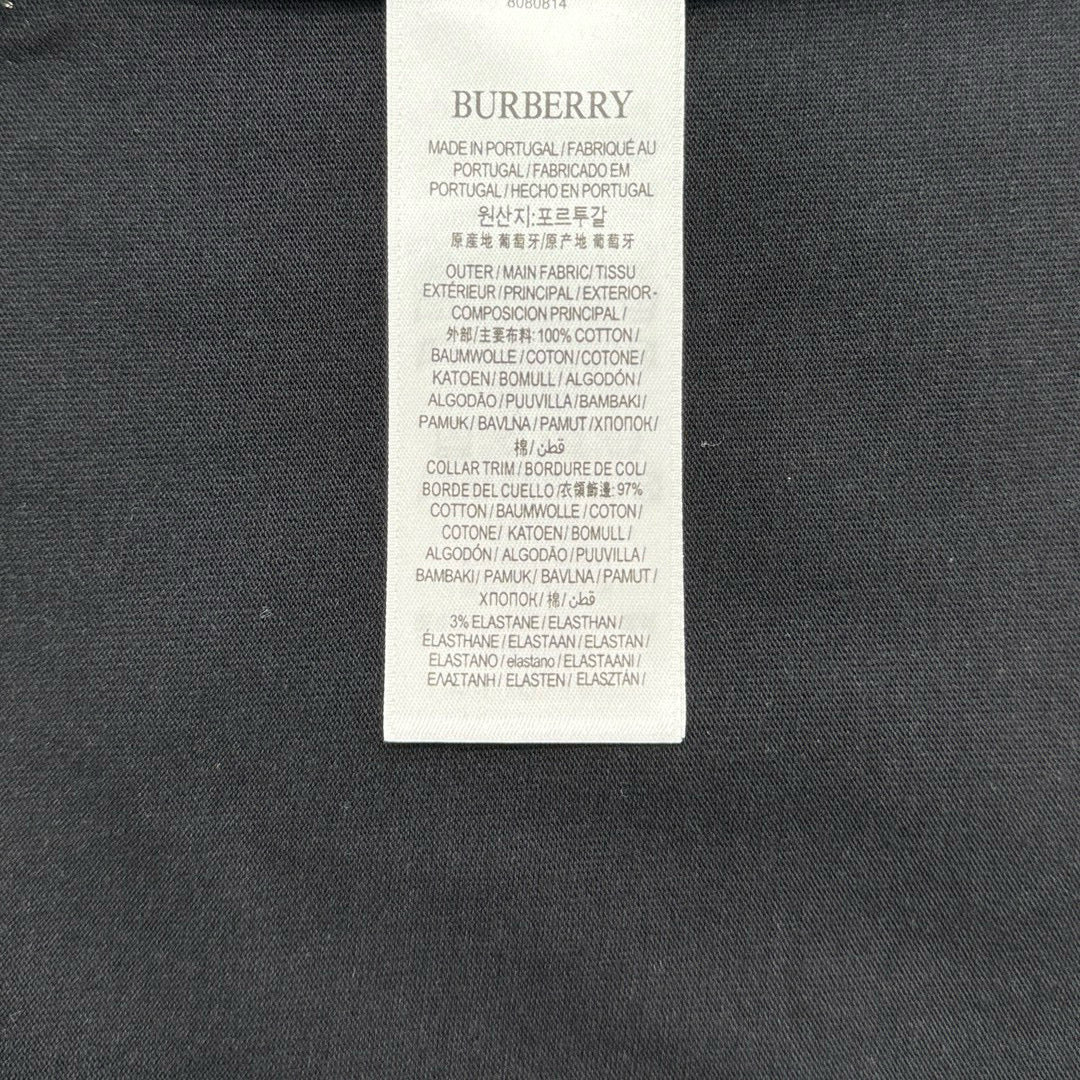 8080814
BURBERRY
MADE IN PORTUGAL / FABRIQUÉ AU
PORTUGAL / FABRICADO EM
PORTUGAL / HECHO EN PORTUGAL
원산지:포르투갈
原産地 葡萄牙/原产地 葡萄牙
OUTER / MAIN FABRIC/ TISSU
EXTÉRIEUR / PRINCIPAL / EXTERIOR-
COMPOSICION PRINCIPAL /
外部/主要布料: 100% COTTON /
BAUMWOLLE / COTON / COTONE /
KATOEN / BOMULL / ALGODÓN /
ALGODÃO / PUUVILLA / BAMBAKI /
PAMUK / BAVLNA / PAMUT / ХЛОПОК /
棉/ قطن
COLLAR TRIM / BORDURE DE COL/
BORDE DEL CUELLO /衣領飾邊: 97%
COTTON / BAUMWOLLE / COTON /
COTONE/ KATOEN / BOMULL /
ALGODÓN / ALGODÃO / PUUVILLA /
BAMBAKI / PAMUK / BAVLNA / PAMUT /
ХЛОПОК/ 棉/ قطن
3% ELASTANE / ELASTHAN /
ÉLASTHANE / ELASTAAN / ELASTAN /
ELASTANO / elastano / ELASTAANI /
ΕΛΑΣΤΑΝΗ / ELASTEN / ELASZTÁN /